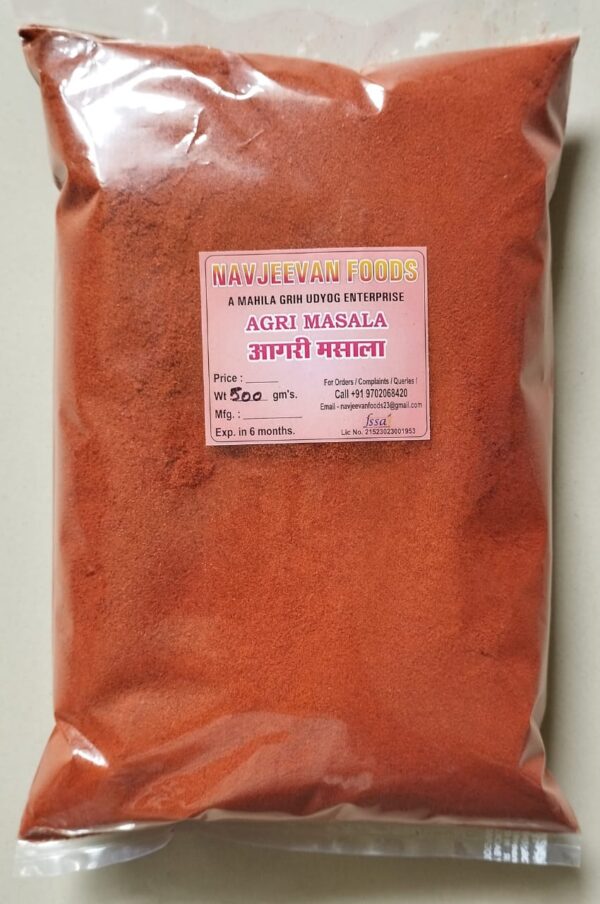 NAVJEEVAN FOODS
A MAHILA GRIH UDYOG ENTERPRISE
AGRI MASALA
आगरी मसाला
Price : ______
Wt 500 gm's.
Mfg. : ____________
Exp. in 6 months.
For Orders / Complaints / Queries !
Call +91 9702068420
Email - navjeevanfoods23@gmail.com
fssai
Lic No. 21523023001953